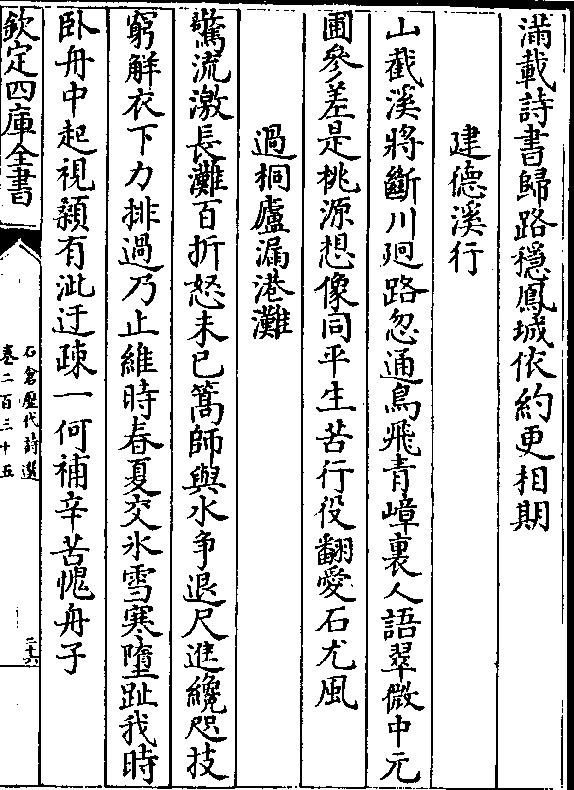 滿載詩書歸路穩鳳城依約更相期
建德溪行
山截溪將斷川廻路忽通鳥飛青嶂裏人語翠微中元
圃參差是桃源想像同平生苦行役翻愛石尤風
過桐廬漏港灘
驚流激長灘百折怒未已篙師與水爭退尺進纔咫技
窮解衣下力排過乃止維時春夏交氷雪寒墮趾我時
卧舟中起視顙有泚迂疎一何補辛苦愧舟子
欽定四庫全書
石倉歷代詩選
卷二百三十五
二十六